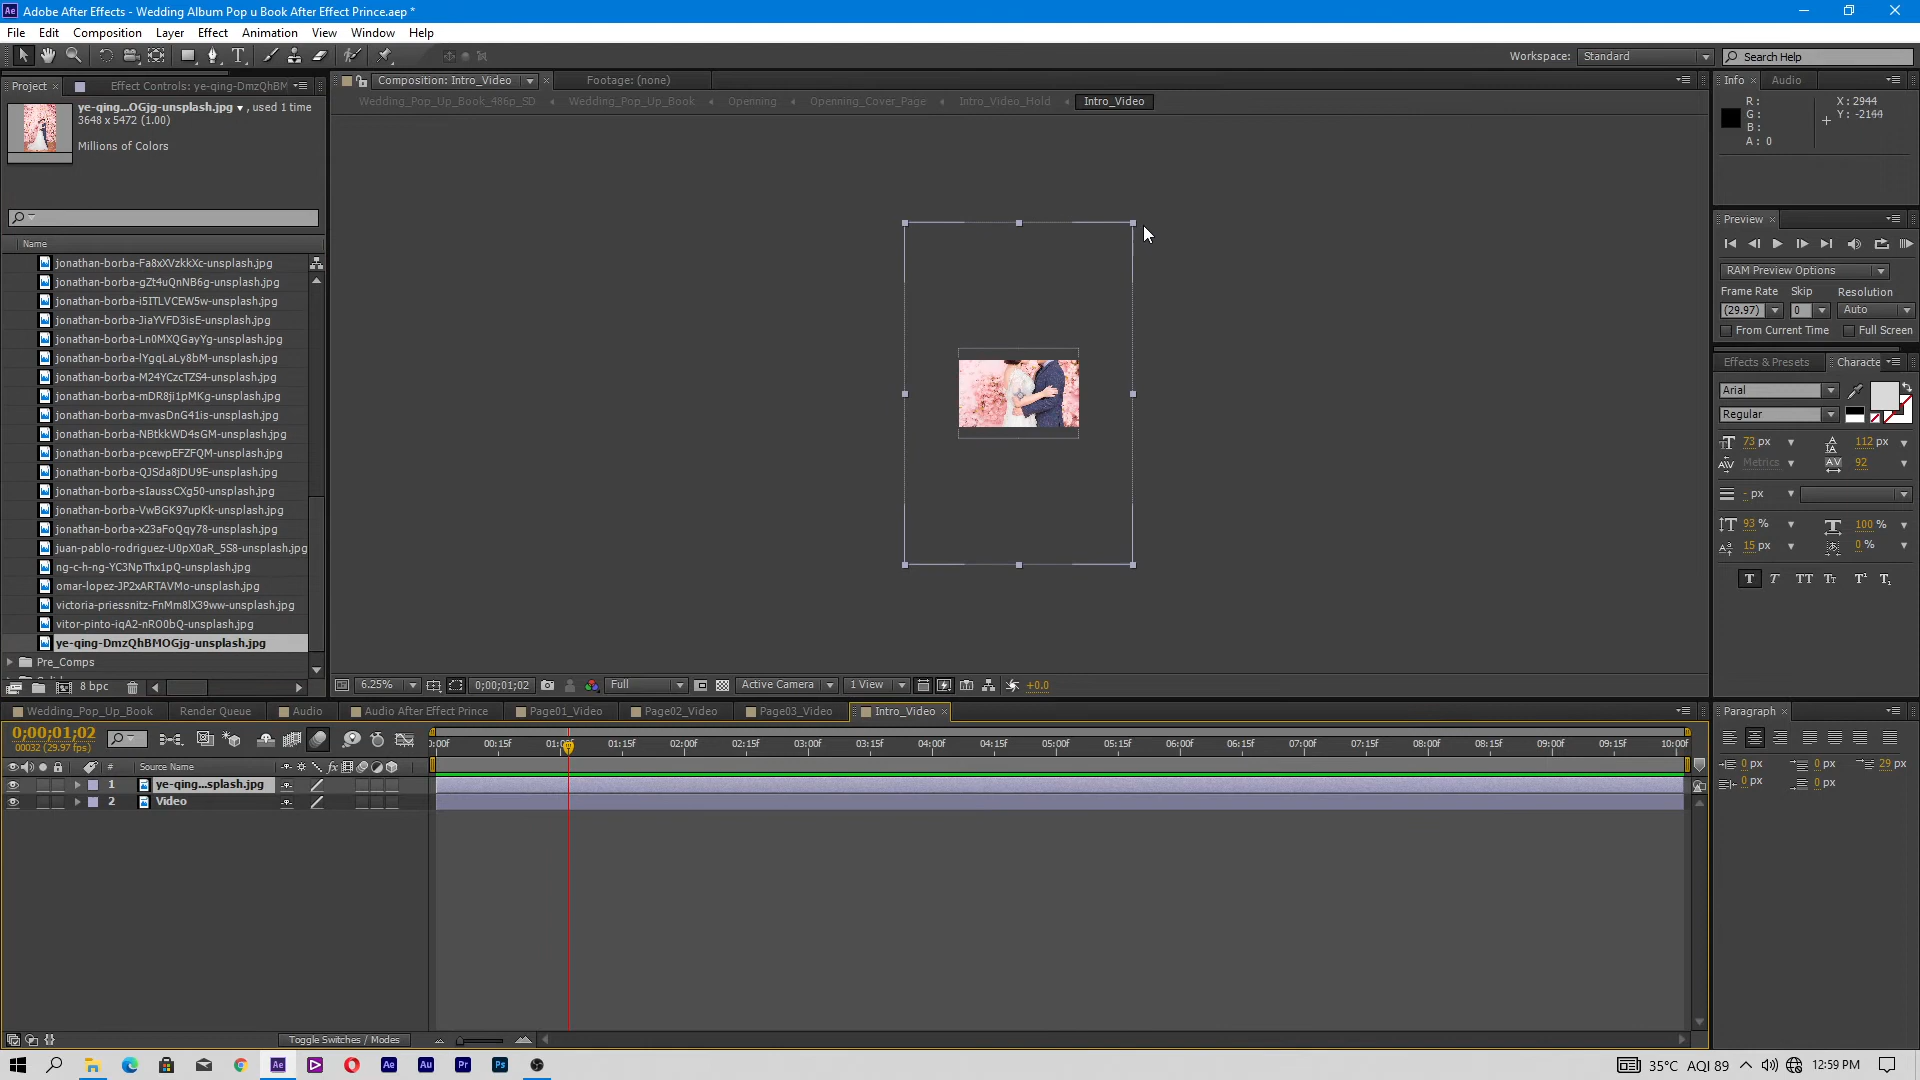 Adobe After Effects - Wedding Album Pop u Book After Effect Prince.aep *
File Edit Composition Layer Effect Animation View Window Help
Workspace: Standard Search Help
Project × Effect Controls: ye-qing-DmzQhBM
ye-qing...OGjg-unsplash.jpg ▼ , used 1 time
3648 x 5472 (1.00)
Millions of Colors
Name
jonathan-borba-Fa8xXVzkkXc-unsplash.jpg
jonathan-borba-gZt4uQnNB6g-unsplash.jpg
jonathan-borba-i5ITLVCEW5w-unsplash.jpg
jonathan-borba-JiaYVFD3isE-unsplash.jpg
jonathan-borba-Ln0MXQGayYg-unsplash.jpg
jonathan-borba-lYgqLaLy8bM-unsplash.jpg
jonathan-borba-M24YCzcTZS4-unsplash.jpg
jonathan-borba-mDR8ji1pMKg-unsplash.jpg
jonathan-borba-mvasDnG41is-unsplash.jpg
jonathan-borba-NBtkkWD4sGM-unsplash.jpg
jonathan-borba-pcewpEFZFQM-unsplash.jpg
jonathan-borba-QJSda8jDU9E-unsplash.jpg
jonathan-borba-sIaussCXg50-unsplash.jpg
jonathan-borba-VwBGK97upKk-unsplash.jpg
jonathan-borba-x23aFoQqy78-unsplash.jpg
juan-pablo-rodriguez-U0pX0aR_5S8-unsplash.jpg
ng-c-h-ng-YC3NpThx1pQ-unsplash.jpg
omar-lopez-JP2xARTAVMo-unsplash.jpg
victoria-priessnitz-FnMm8lX39ww-unsplash.jpg
vitor-pinto-iqA2-nRO0bQ-unsplash.jpg
ye-qing-DmzQhBMOGjg-unsplash.jpg
Pre_Comps
8 bpc
Composition: Intro_Video Footage: (none)
Wedding_Pop_Up_Book_486p_SD Wedding_Pop_Up_Book Openning Openning_Cover_Page Intro_Video_Hold Intro_Video
6.25% 0;00;01;02 Full Active Camera 1 View +0.0
Info × Audio
R: X: 2944
G: Y: -2144
B:
A: 0
Preview ×
RAM Preview Options
Frame Rate Skip Resolution
(29.97) 0 Auto
From Current Time Full Screen
Effects & Presets Characte
Arial
Regular
73 px 112 px
Metrics 92
- px
93 % 100 %
15 px 0 %
T T TT Tт T¹ T₁
Wedding_Pop_Up_Book Render Queue Audio Audio After Effect Prince Page01_Video Page02_Video Page03_Video Intro_Video ×
0;00;01;02
00032 (29.97 fps)
0:00f 00:15f 01:00f 01:15f 02:00f 02:15f 03:00f 03:15f 04:00f 04:15f 05:00f 05:15f 06:00f 06:15f 07:00f 07:15f 08:00f 08:15f 09:00f 09:15f 10:00f
# Source Name fx
1 ye-qing...splash.jpg
2 Video
Toggle Switches / Modes
Paragraph ×
0 px 0 px 29 px
0 px 0 px
Ae Ae Au Pr Ps
35°C AQI 89 12:59 PM